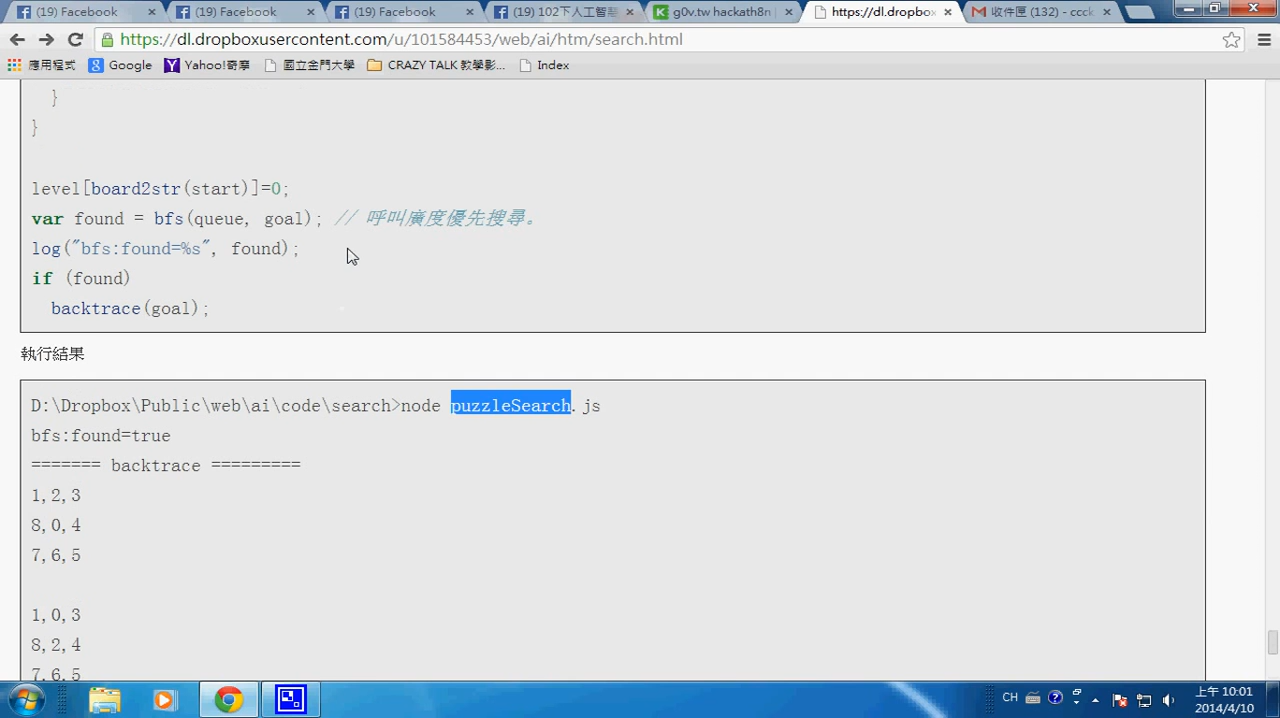 (19) Facebook
(19) Facebook
(19) Facebook
(19) 102下人工智慧
g0v.tw hackath8n
https://dl.dropbox
收件匣 (132) - ccck
https://dl.dropboxusercontent.com/u/101584453/web/ai/htm/search.html
應用程式 Google Yahoo!奇摩 國立金門大學 CRAZY TALK 教學影... Index
}
}
level[board2str(start)]=0;
var found = bfs(queue, goal); // 呼叫廣度優先搜尋。
log("bfs:found=%s", found);
if (found)
backtrace(goal);
執行結果
D:\Dropbox\Public\web\ai\code\search>node puzzleSearch.js
bfs:found=true
======= backtrace =========
1,2,3
8,0,4
7,6,5
1,0,3
8,2,4
7,6,5
CH
上午 10:01
2014/4/10